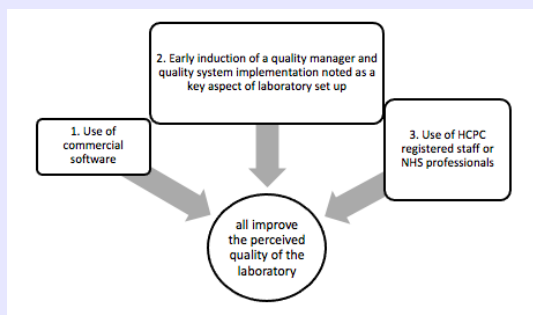 1. Use of
commercial
software
2. Early induction of a quality manager and
quality system implementation noted as a
key aspect of laboratory set up
3. Use of HCPC
registered staff or
NHS professionals
all improve
the perceived
quality of the
laboratory